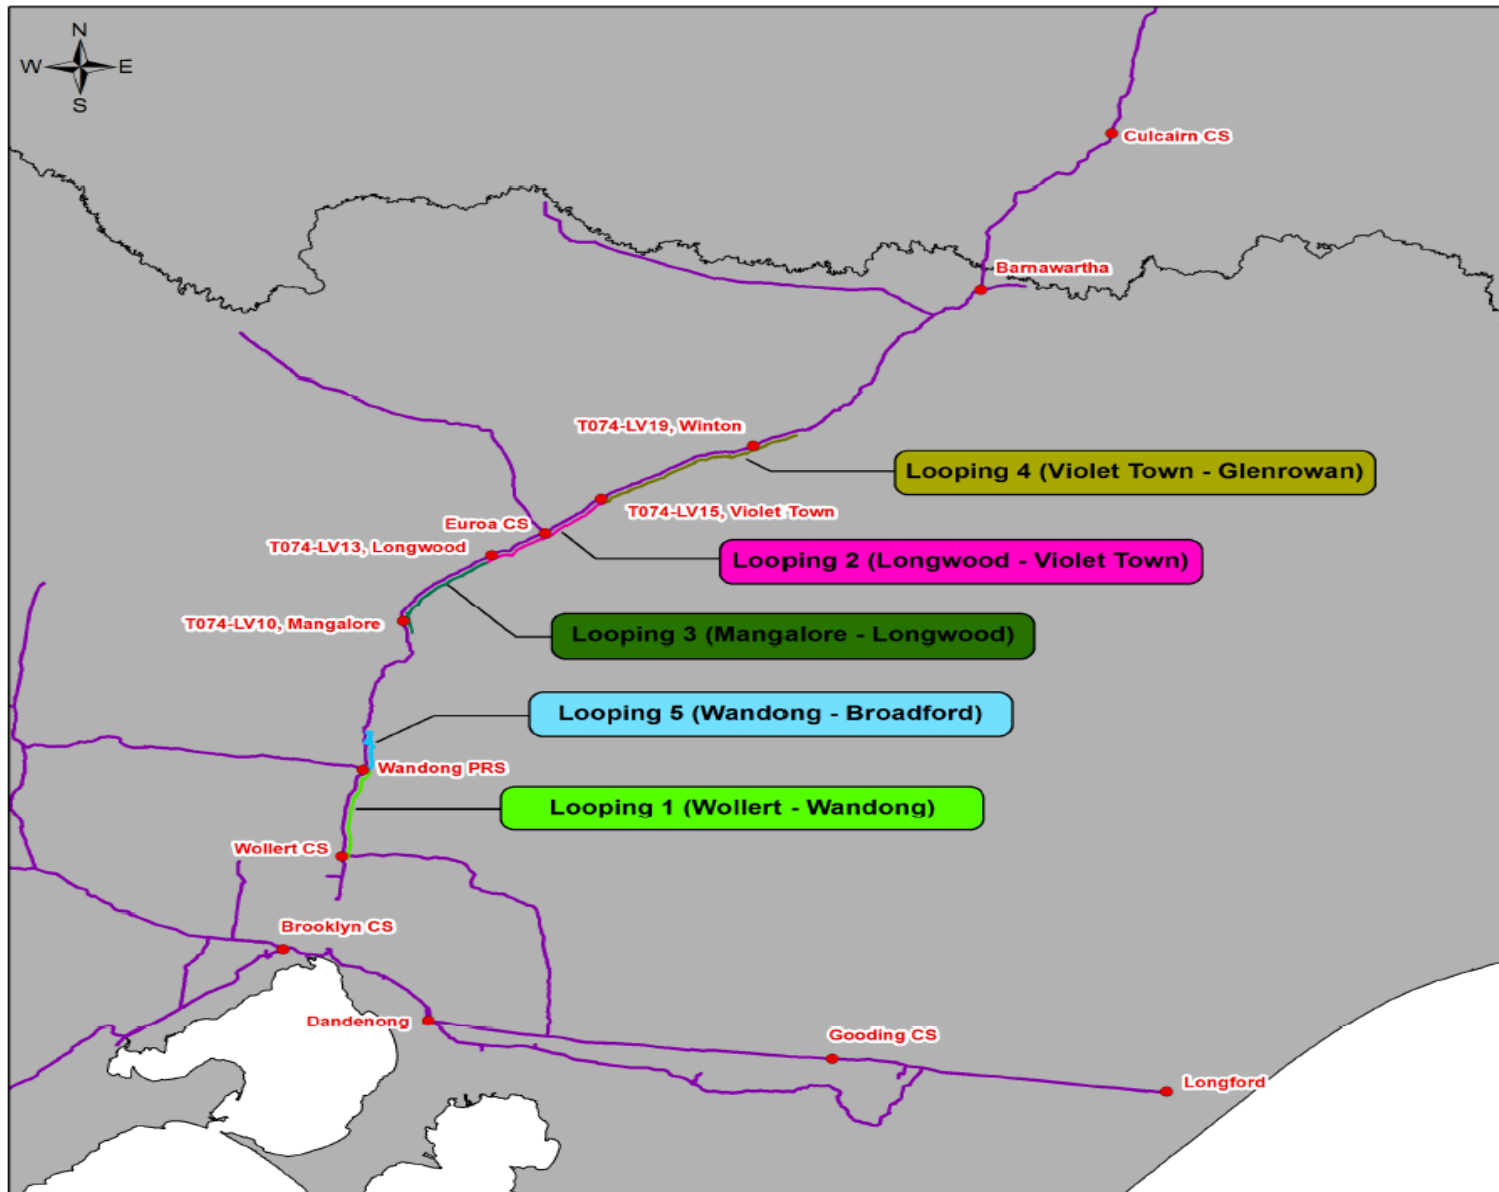 N
W E
S
Culcairn CS
Barnawartha
T074-LV19, Winton
Looping 4 (Violet Town - Glenrowan)
T074-LV15, Violet Town
Euroa CS
T074-LV13, Longwood
Looping 2 (Longwood - Violet Town)
T074-LV10, Mangalore
Looping 3 (Mangalore - Longwood)
Looping 5 (Wandong - Broadford)
Wandong PRS
Looping 1 (Wollert - Wandong)
Wollert CS
Brooklyn CS
Dandenong
Gooding CS
Longford